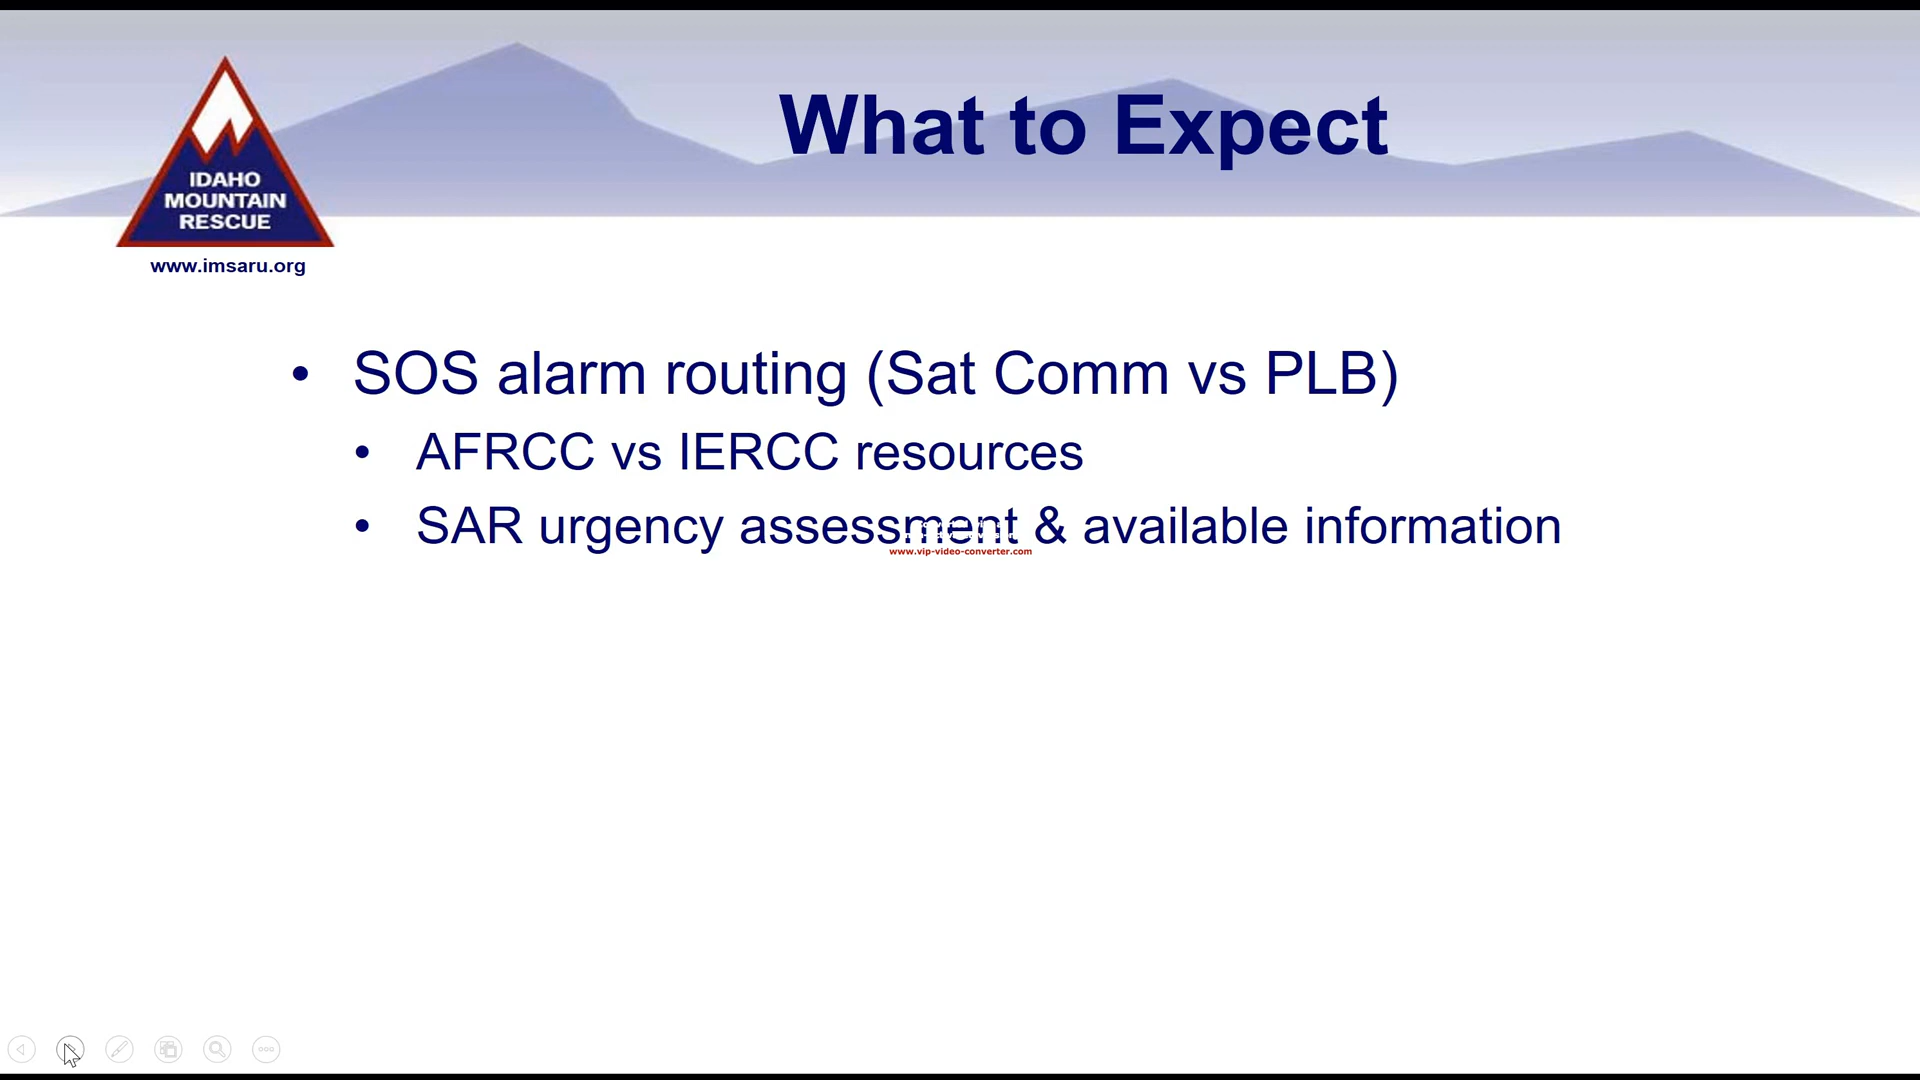 What to Expect
IDAHO
MOUNTAIN
RESCUE
www.imsaru.org
• SOS alarm routing (Sat Comm vs PLB)
• AFRCC vs IERCC resources
• SAR urgency assessment & available information
www.vip-video-converter.com